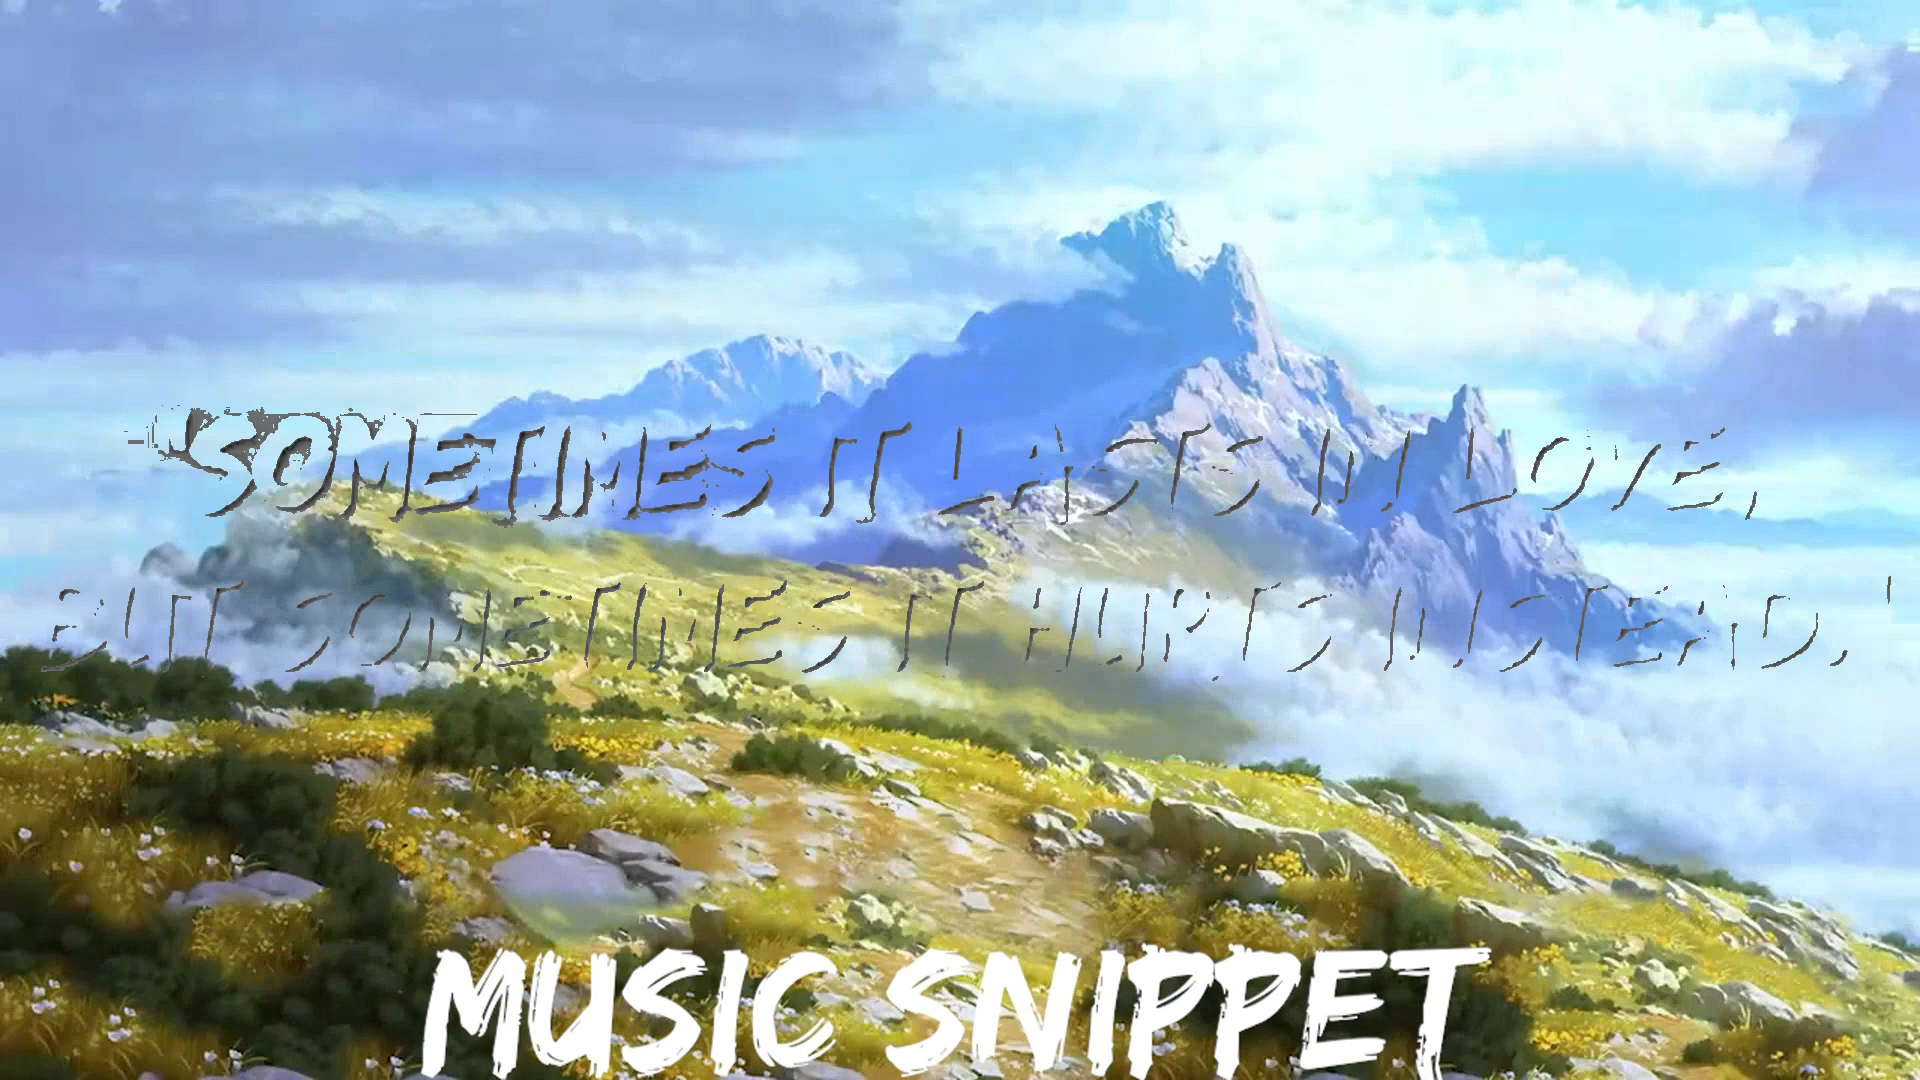 "SOMETIMES IT LASTS IN LOVE,
BUT SOMETIMES IT HURTS INSTEAD."
MUSIC SNIPPET